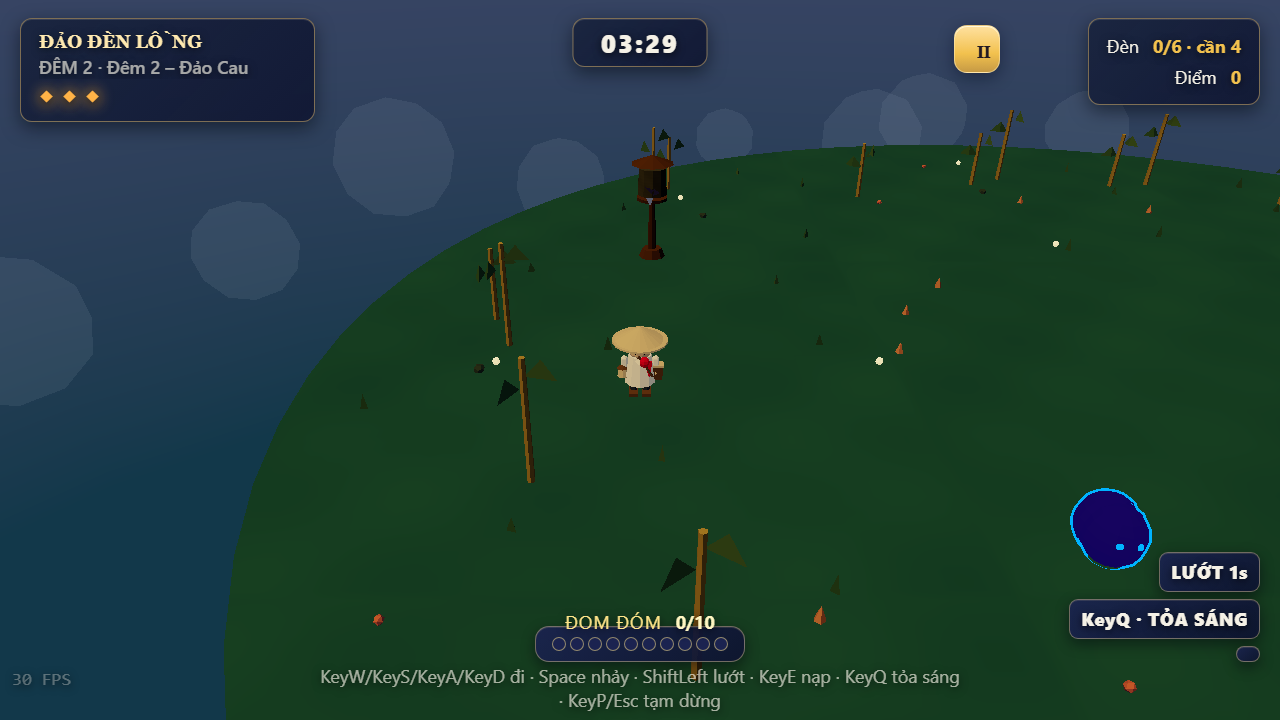 ĐẢO ĐÈN LỒNG
ĐÊM 2 · Đêm 2 – Đảo Cau
03:29
II
Đèn 0/6 · cần 4
Điểm 0
LƯỚT 1s
KeyQ · TỎA SÁNG
ĐOM ĐÓM 0/10
KeyW/KeyS/KeyA/KeyD đi · Space nhảy · ShiftLeft lướt · KeyE nạp · KeyQ tỏa sáng
· KeyP/Esc tạm dừng
30 FPS